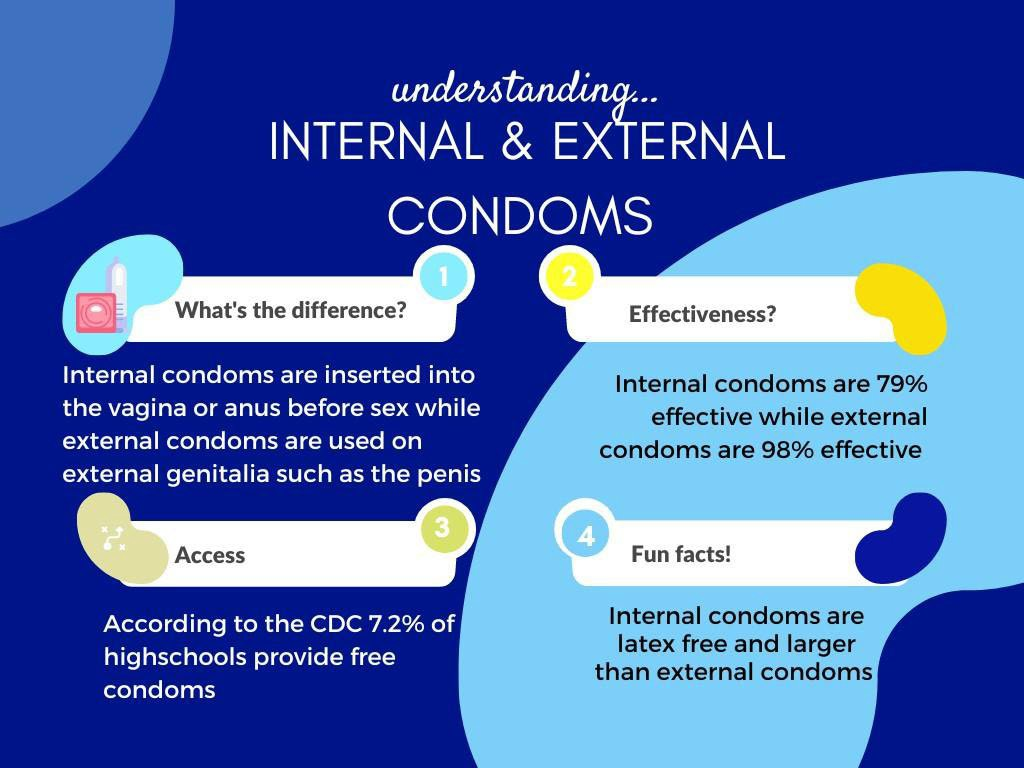 understanding...
INTERNAL & EXTERNAL
CONDOMS
1
What's the difference?
Internal condoms are inserted into
the vagina or anus before sex while
external condoms are used on
external genitalia such as the penis
2
Effectiveness?
Internal condoms are 79%
effective while external
condoms are 98% effective
3
Access
According to the CDC 7.2% of
highschools provide free
condoms
4
Fun facts!
Internal condoms are
latex free and larger
than external condoms